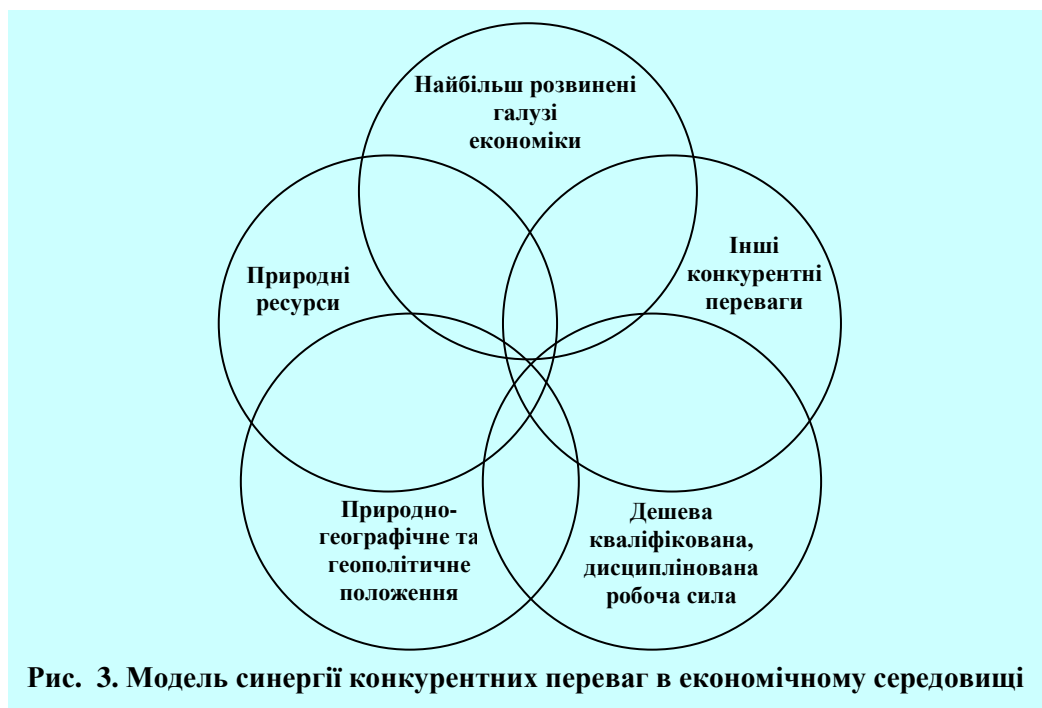 Найбільш розвинені
галузі
економіки
Інші
конкурентні
переваги
Природні
ресурси
Природно-
географічне та
геополітичне
положення
Дешева
кваліфікована,
дисциплінована
робоча сила
Рис. 3. Модель синергії конкурентних переваг в економічному середовищі